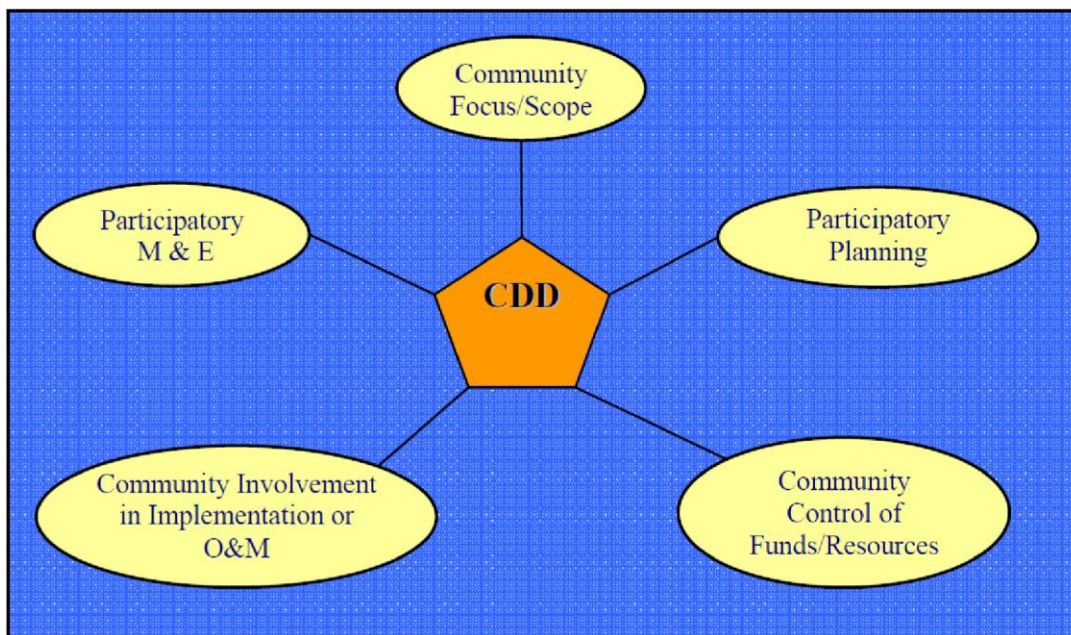 Community
Focus/Scope
Participatory
M & E
Participatory
Planning
CDD
Community Involvement
in Implementation or
O&M
Community
Control of
Funds/Resources